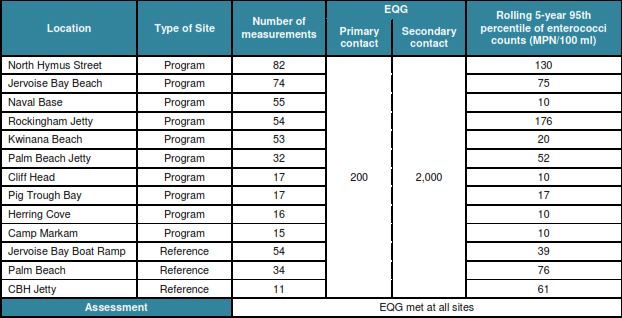 Location Type of Site Number of measurements EQG Rolling 5-year 95th percentile of enterococci counts (MPN/100 ml)
Primary contact Secondary contact
North Hymus Street Program 82 130
Jervoise Bay Beach Program 74 75
Naval Base Program 55 10
Rockingham Jetty Program 54 176
Kwinana Beach Program 53 20
Palm Beach Jetty Program 32 52
Cliff Head Program 17 200 2,000 10
Pig Trough Bay Program 17 17
Herring Cove Program 16 10
Camp Markam Program 15 10
Jervoise Bay Boat Ramp Reference 54 39
Palm Beach Reference 34 76
CBH Jetty Reference 11 61
Assessment EQG met at all sites